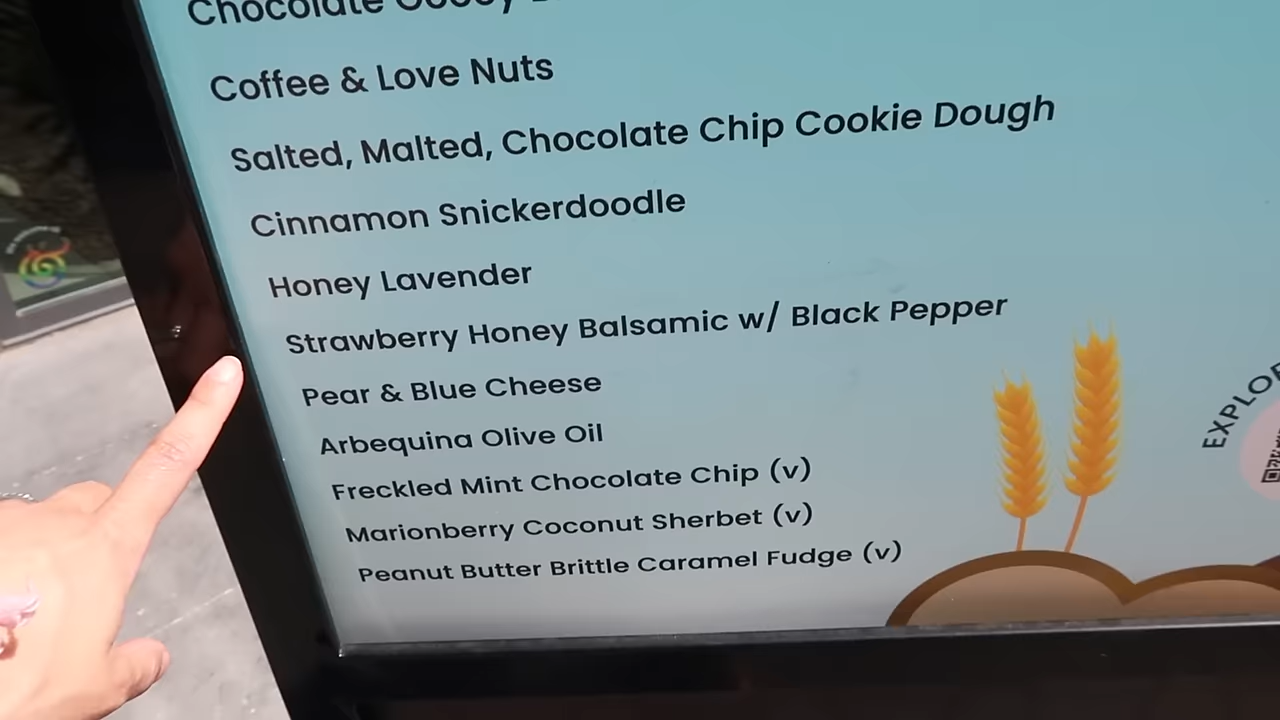 Chocolate Gooey
Coffee & Love Nuts
Salted, Malted, Chocolate Chip Cookie Dough
Cinnamon Snickerdoodle
Honey Lavender
Strawberry Honey Balsamic w/ Black Pepper
Pear & Blue Cheese
Arbequina Olive Oil
Freckled Mint Chocolate Chip (v)
Marionberry Coconut Sherbet (v)
Peanut Butter Brittle Caramel Fudge (v)